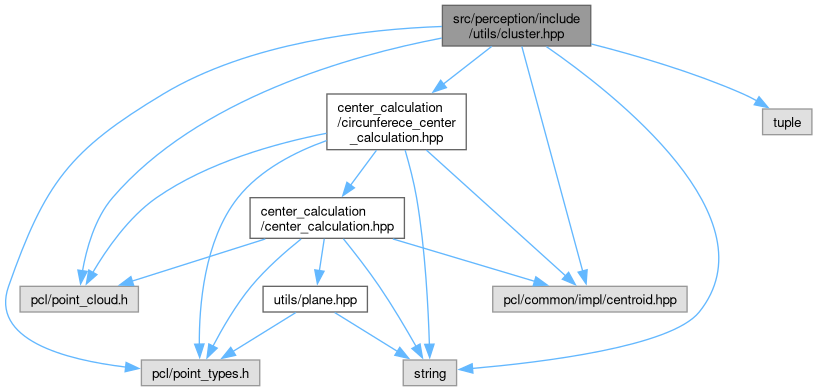 src/perception/include
/utils/cluster.hpp
center_calculation
/circunferece_center
_calculation.hpp
tuple
center_calculation
/center_calculation.hpp
pcl/point_cloud.h
utils/plane.hpp
pcl/common/impl/centroid.hpp
pcl/point_types.h
string